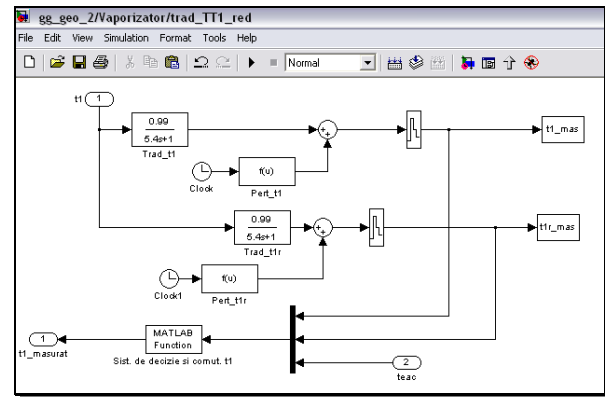 gg_geo_2/Vaporizator/trad_TT1_red
File Edit View Simulation Format Tools Help
Normal
t1
1
0.99
5.4s+1
Trad_t1
Clock
f(u)
Pert_t1
t1_mas
0.99
5.4s+1
Trad_t1r
Clock1
f(u)
Pert_t1r
t1r_mas
1
t1_masurat
MATLAB
Function
Sist. de decizie si comut. t1
2
teac